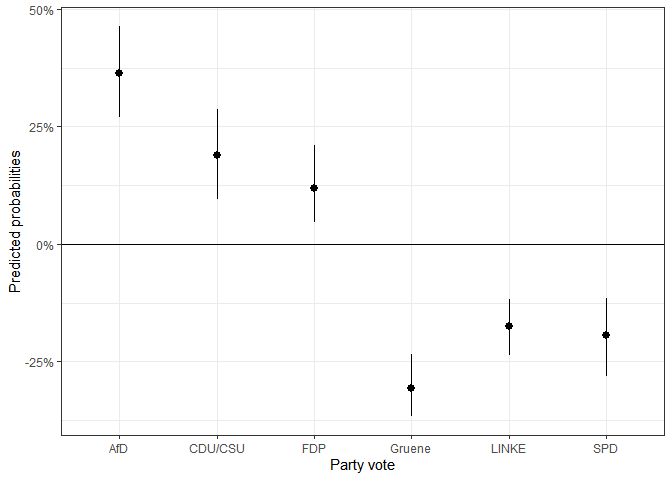 50%
25%
0%
-25%
Predicted probabilities
AfD CDU/CSU FDP Gruene LINKE SPD
Party vote